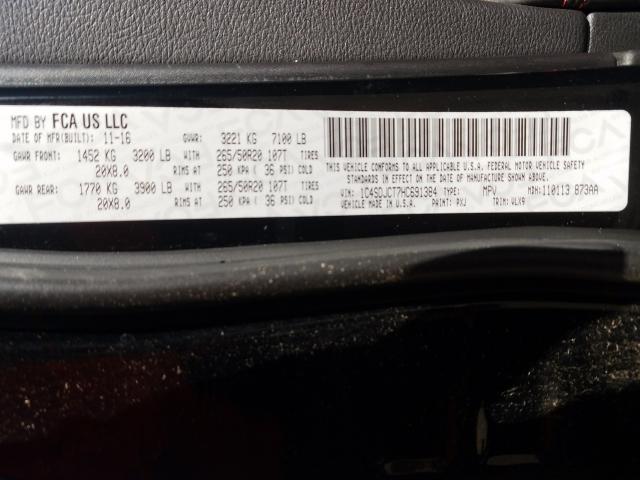 MFD BY FCA US LLC
DATE OF MFR(BUILT): 11-16 GVWR: 3221 KG 7100 LB
GAWR FRONT: 1452 KG 3200 LB WITH 265/50R20 107T TIRES
20X8.0 RIMS AT 250 KPA ( 36 PSI) COLD
GAWR REAR: 1770 KG 3900 LB WITH 265/50R20 107T TIRES
20X8.0 RIMS AT 250 KPA ( 36 PSI) COLD
THIS VEHICLE CONFORMS TO ALL APPLICABLE U.S.A. FEDERAL MOTOR VEHICLE SAFETY
STANDARDS IN EFFECT ON THE DATE OF MANUFACTURE SHOWN ABOVE.
VIN: 1C4SDJCT7HC691384 TYPE: MPV MDH:110113 873AA
VEHICLE MADE IN U.S.A. PAINT: PXJ TRIM: VLX9